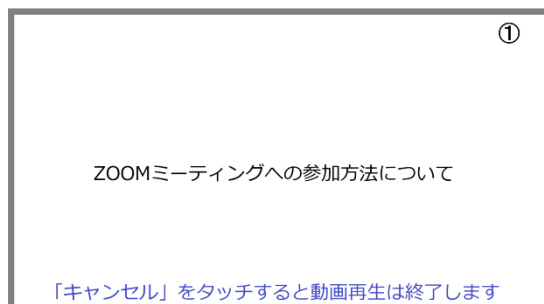 ①
ZOOMミーティングへの参加方法について
「キャンセル」をタッチすると動画再生は終了します